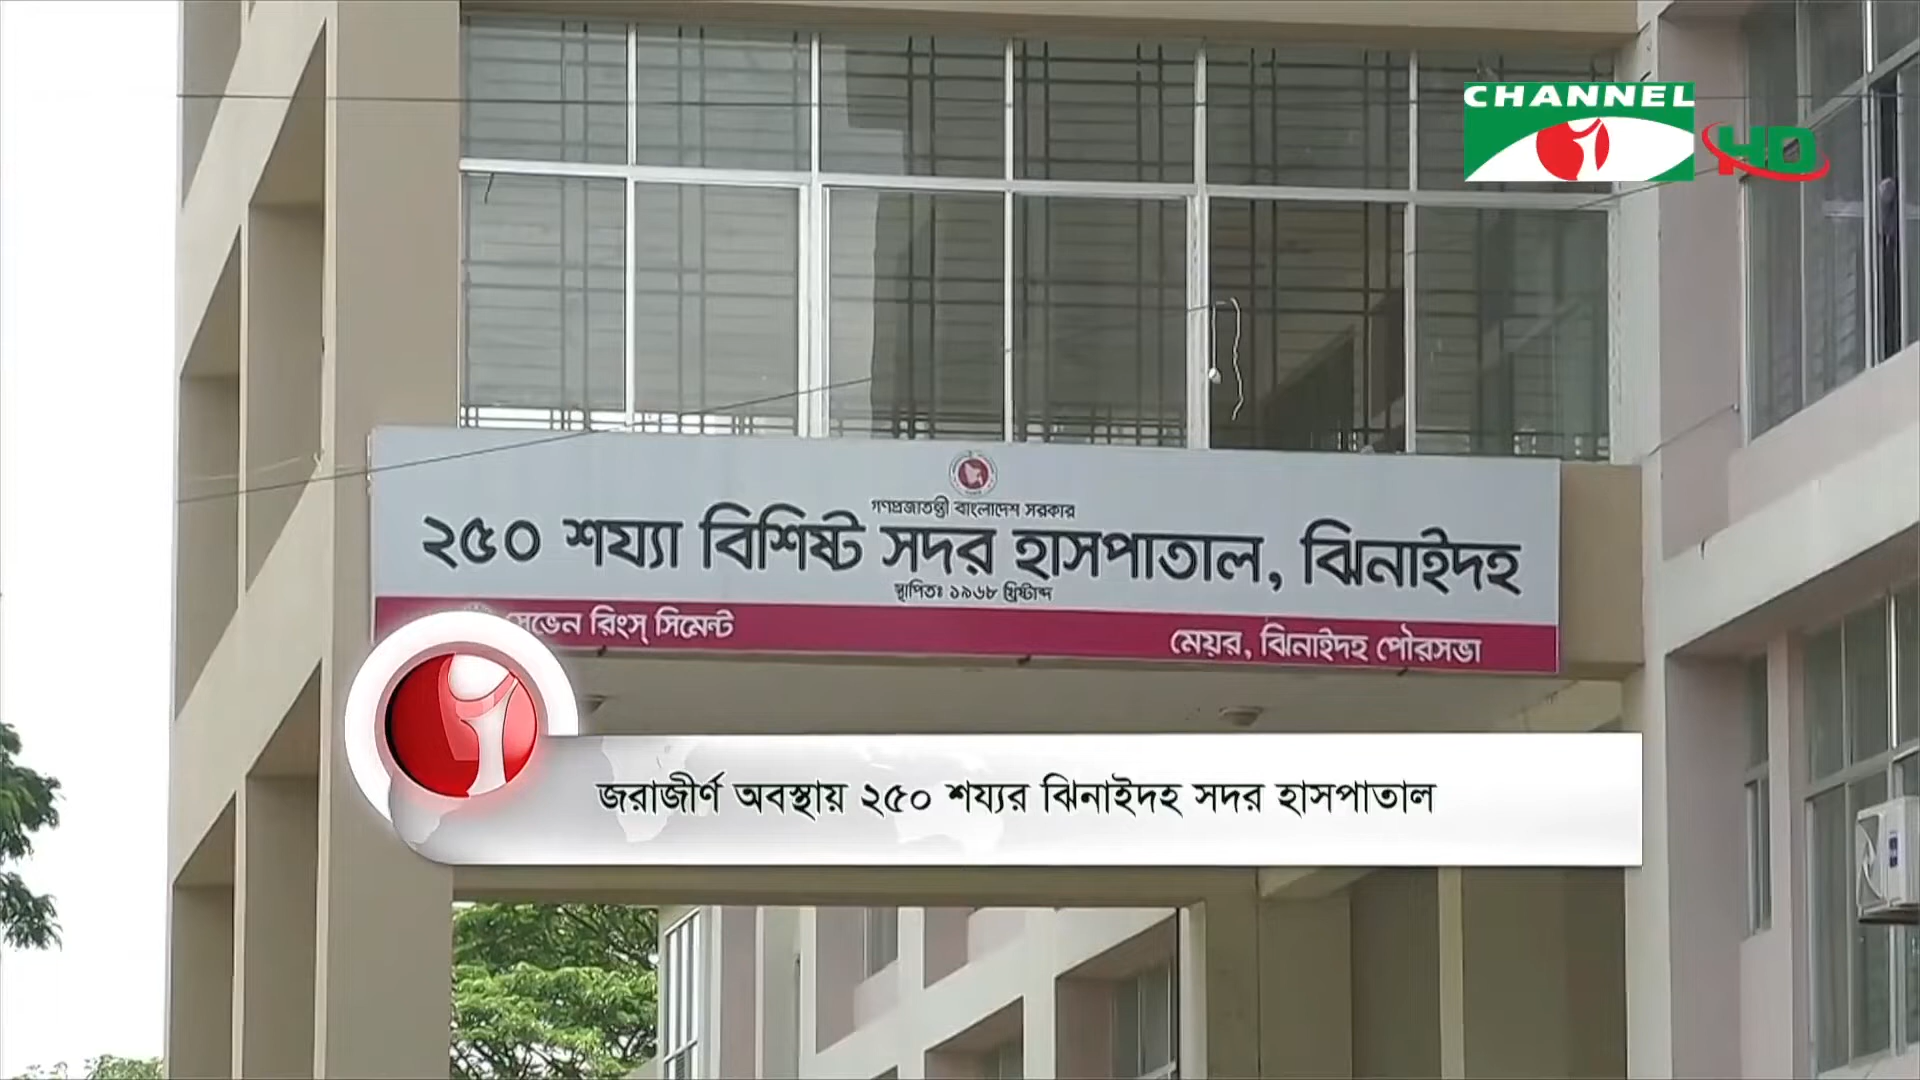 CHANNEL
HD
গণপ্রজাতন্ত্রী বাংলাদেশ সরকার
২৫০ শয্যা বিশিষ্ট সদর হাসপাতাল, ঝিনাইদহ
স্থাপিতঃ ১৯৬৮ খ্রিষ্টাব্দ
সেভেন রিংস্ সিমেন্ট
মেয়র, ঝিনাইদহ পৌরসভা
জরাজীর্ণ অবস্থায় ২৫০ শয্যর ঝিনাইদহ সদর হাসপাতাল